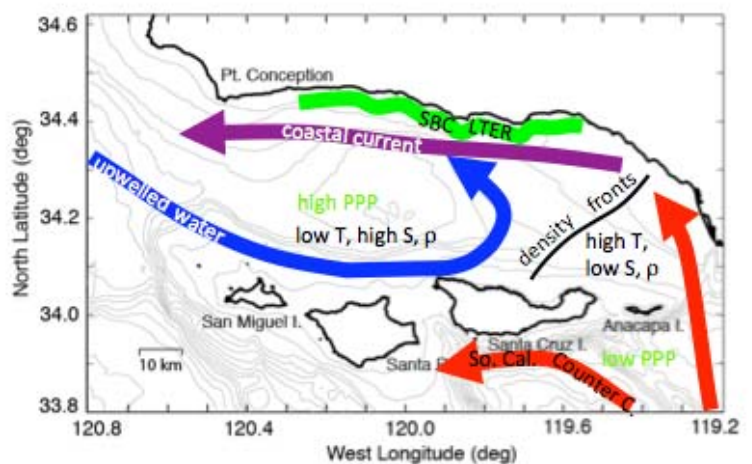 34.6
34.4
34.2
34.0
33.8
North Latitude (deg)
Pt. Conception
SBC LTER
coastal current
upwelled water
high PPP
low T, high S, ρ
density fronts
high T,
low S, ρ
San Miguel I.
Santa
Santa Cruz I.
Anacapa I.
So. Cal. Counter C
low PPP
10 km
120.8
120.4
120.0
119.6
119.2
West Longitude (deg)